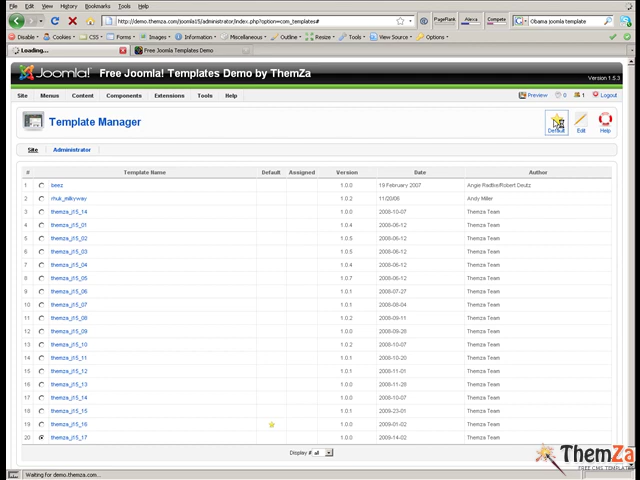 File Edit View History Bookmarks Tools Help
http://demo.themza.com/joomla15/administrator/index.php?option=com_templates#
PageRank Alexa Compete
Obama joomla template
Disable Cookies CSS Forms Images Information Miscellaneous Outline Resize Tools View Source Options
Loading... Free Joomla Templates Demo
Joomla! Free Joomla! Templates Demo by ThemZa
Version 1.5.3
Site Menus Content Components Extensions Tools Help
Preview 0 1 Logout
Template Manager
Default Edit Help
Site Administrator
# Template Name Default Assigned Version Date Author
1 beez 1.0.0 19 February 2007 Angie Radtke/Robert Deutz
2 rhuk_milkyway 1.0.2 11/20/06 Andy Miller
3 themza_j15_14 1.0.0 2008-10-07 Themza Team
4 themza_j15_01 1.0.4 2008-06-12 Themza Team
5 themza_j15_02 1.0.5 2008-06-12 Themza Team
6 themza_j15_03 1.0.5 2008-06-12 Themza Team
7 themza_j15_04 1.0.4 2008-06-12 Themza Team
8 themza_j15_05 1.0.7 2008-06-12 Themza Team
9 themza_j15_06 1.0.1 2008-07-27 Themza Team
10 themza_j15_07 1.0.1 2008-08-04 Themza Team
11 themza_j15_08 1.0.2 2008-08-11 Themza Team
12 themza_j15_09 1.0.0 2008-08-28 Themza Team
13 themza_j15_10 1.0.2 2008-10-07 Themza Team
14 themza_j15_11 1.0.1 2008-10-20 Themza Team
15 themza_j15_12 1.0.1 2008-11-21 Themza Team
16 themza_j15_13 1.0.0 2008-11-28 Themza Team
17 themza_j15_14 1.0.0 2008-10-07 Themza Team
18 themza_j15_15 1.0.1 2009-23-01 Themza Team
19 themza_j15_16 1.0.0 2009-01-02 Themza Team
20 themza_j15_17 1.0.0 2009-14-02 Themza Team
Display # all
ThemZa
FREE CMS TEMPLATES
Waiting for demo.themza.com...